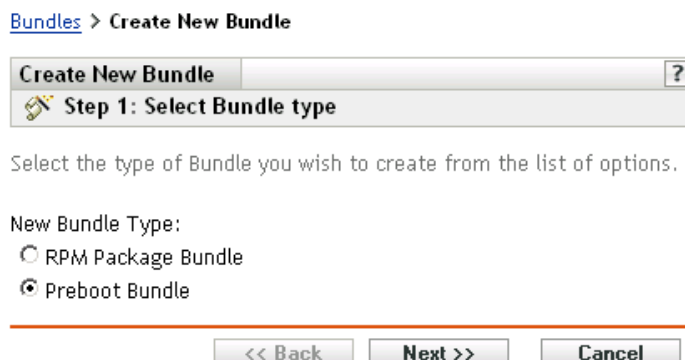 Bundles > Create New Bundle
Create New Bundle ?
Step 1: Select Bundle type
Select the type of Bundle you wish to create from the list of options.
New Bundle Type:
RPM Package Bundle
Preboot Bundle
<< Back Next >> Cancel